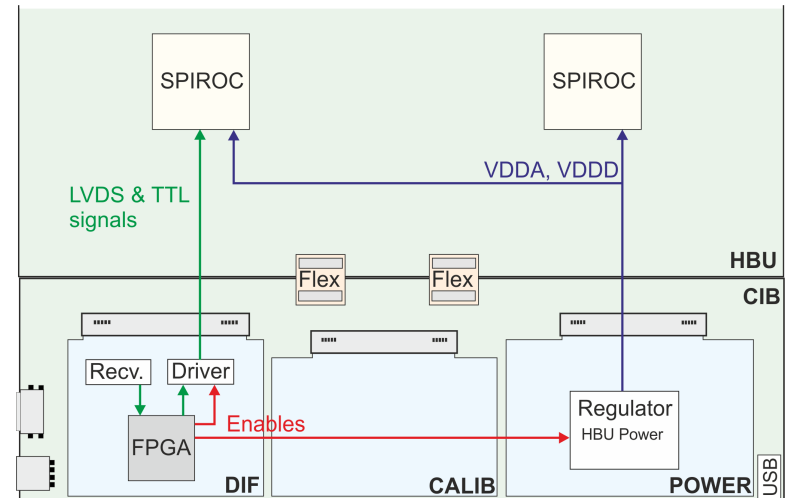 SPIROC
SPIROC
VDDA, VDDD
LVDS & TTL
signals
HBU
Flex
Flex
CIB
Recv.
Driver
Enables
FPGA
DIF
CALIB
Regulator
HBU Power
POWER
USB